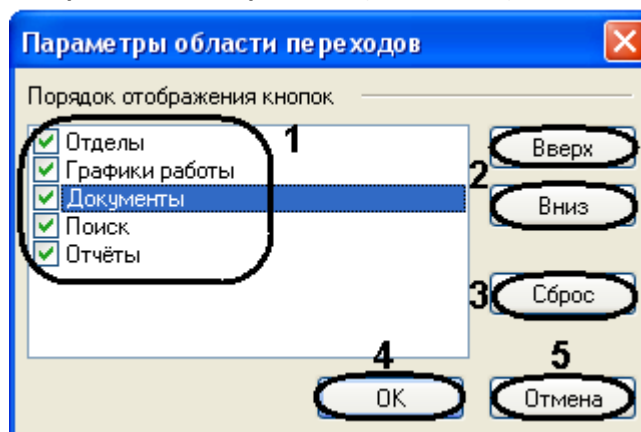 Параметры области переходов
Порядок отображения кнопок
1
Отделы
Графики работы
Документы
Поиск
Отчёты
Вверх
2
Вниз
3 Сброс
4
5
ОК
Отмена